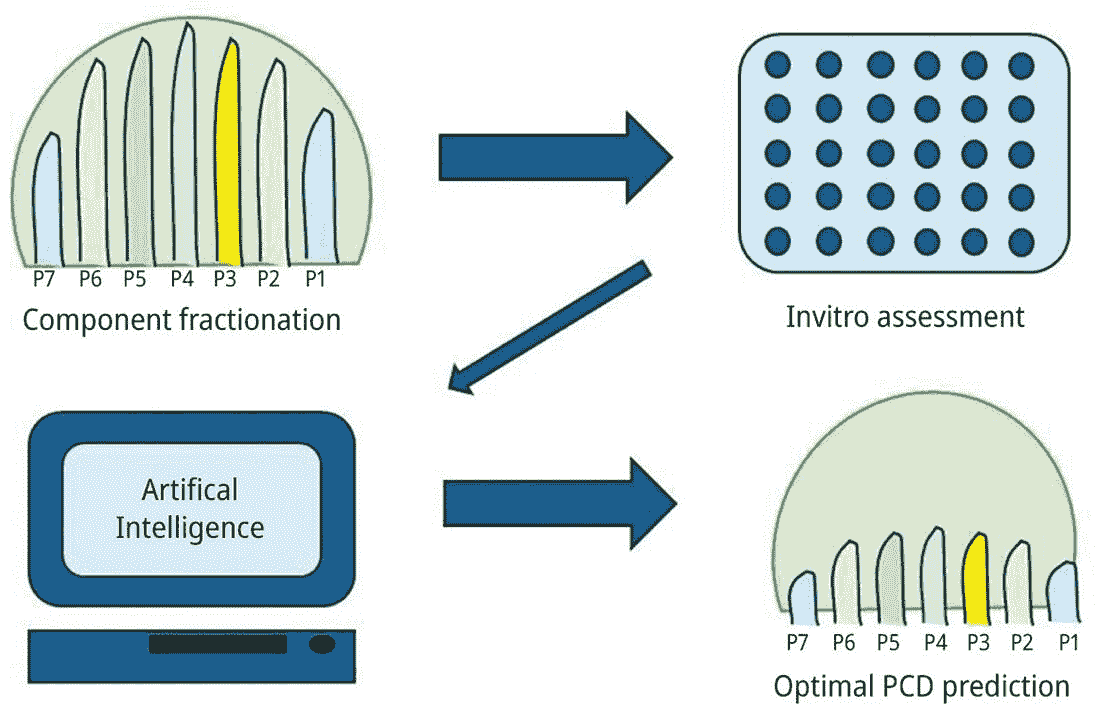 P7 P6 P5 P4 P3 P2 P1
Component fractionation
Invitro assessment
Artifical
Intelligence
P7 P6 P5 P4 P3 P2 P1
Optimal PCD prediction